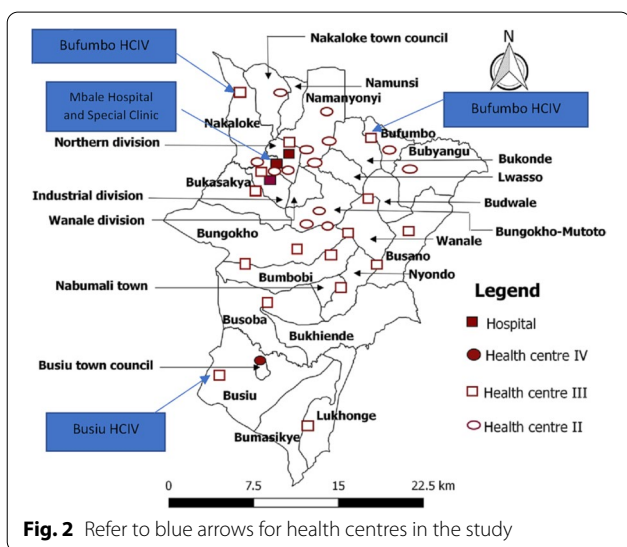 Bufumbo HCIV
Nakaloke town council
Namunsi
Namanyonyi
Mbale Hospital
and Special Clinic
Bufumbo HCIV
Nakaloke
Bufumbo
Northern division
Bubyangu
Bukonde
Bukasakya
Lwasso
Industrial division
Budwale
Wanale division
Bungokho-Mutoto
Bungokho
Wanale
Busano
Bumbobi
Nyondo
Nabumali town
Legend
Busoba
Hospital
Bukhiende
Health centre IV
Busiu town council
Health centre III
Busiu
Lukhonge
Health centre II
Busiu HCIV
Bumasikye
0 7.5 15 22.5 km
N
Fig. 2 Refer to blue arrows for health centres in the study